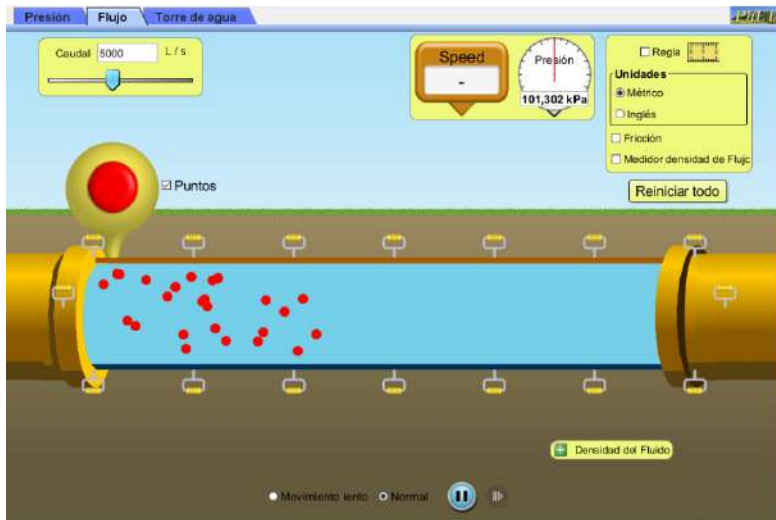 Presión Flujo Torre de agua
Caudal 5000 L / s
Speed
-
Presión
101,302 kPa
Regla
Unidades
Métrico
Inglés
Fricción
Medidor densidad de Flujc
Reiniciar todo
Puntos
Densidad del Fluido
Movimiento lento Normal